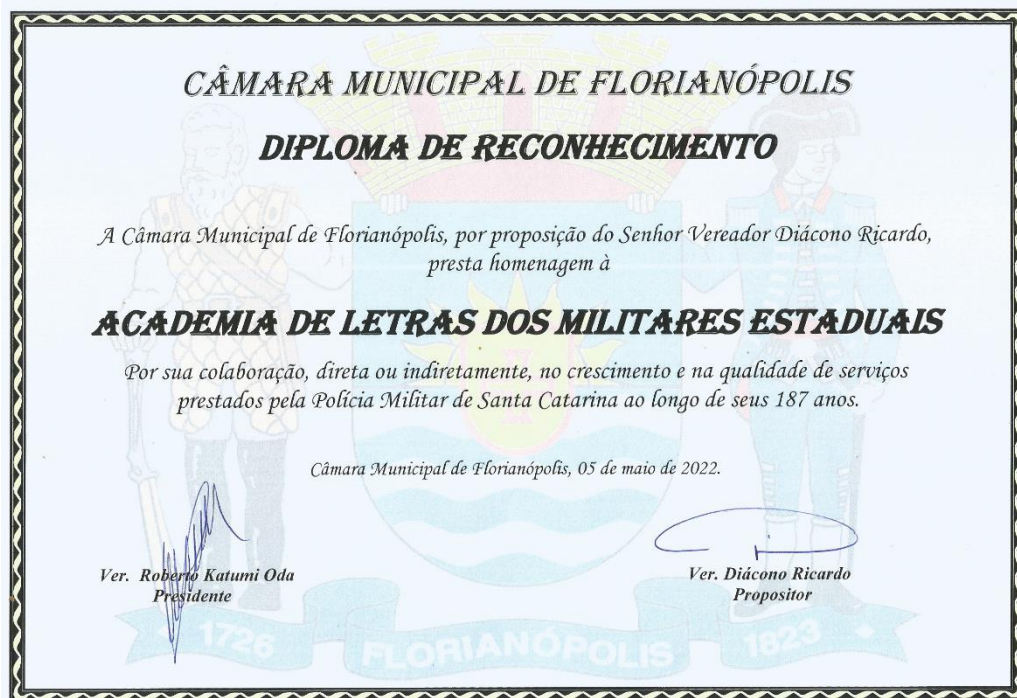 CÂMARA MUNICIPAL DE FLORIANÓPOLIS
DIPLOMA DE RECONHECIMENTO
A Câmara Municipal de Florianópolis, por proposição do Senhor Vereador Diácono Ricardo,
presta homenagem à
ACADEMIA DE LETRAS DOS MILITARES ESTADUAIS
Por sua colaboração, direta ou indiretamente, no crescimento e na qualidade de serviços
prestados pela Polícia Militar de Santa Catarina ao longo de seus 187 anos.
Câmara Municipal de Florianópolis, 05 de maio de 2022.
Ver. Roberto Katumi Oda
Presidente
Ver. Diácono Ricardo
Propositor
1726 FLORIANÓPOLIS 1823